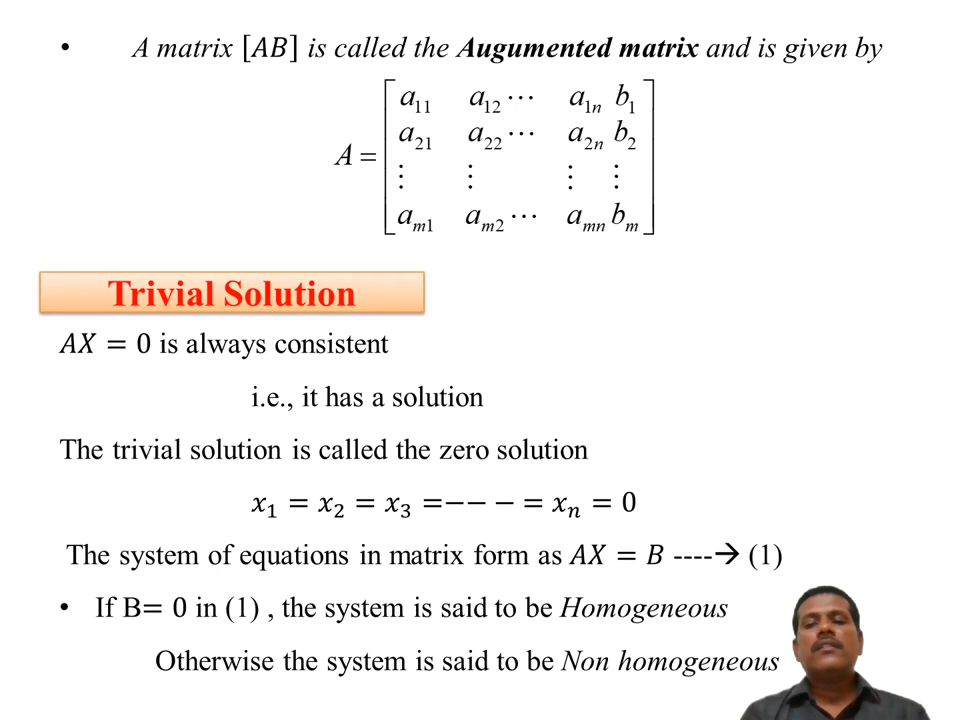 • A matrix [AB] is called the Augumented matrix and is given by
a₁₁ a₁₂ ⋯ a₁ₙ b₁
a₂₁ a₂₂ ⋯ a₂ₙ b₂
A = ⋮ ⋮ ⋮ ⋮
aₘ₁ aₘ₂ ⋯ aₘₙ bₘ
Trivial Solution
AX = 0 is always consistent
i.e., it has a solution
The trivial solution is called the zero solution
x₁ = x₂ = x₃ =−− − = xₙ = 0
The system of equations in matrix form as AX = B ----→ (1)
• If B= 0 in (1) , the system is said to be Homogeneous
Otherwise the system is said to be Non homogeneous